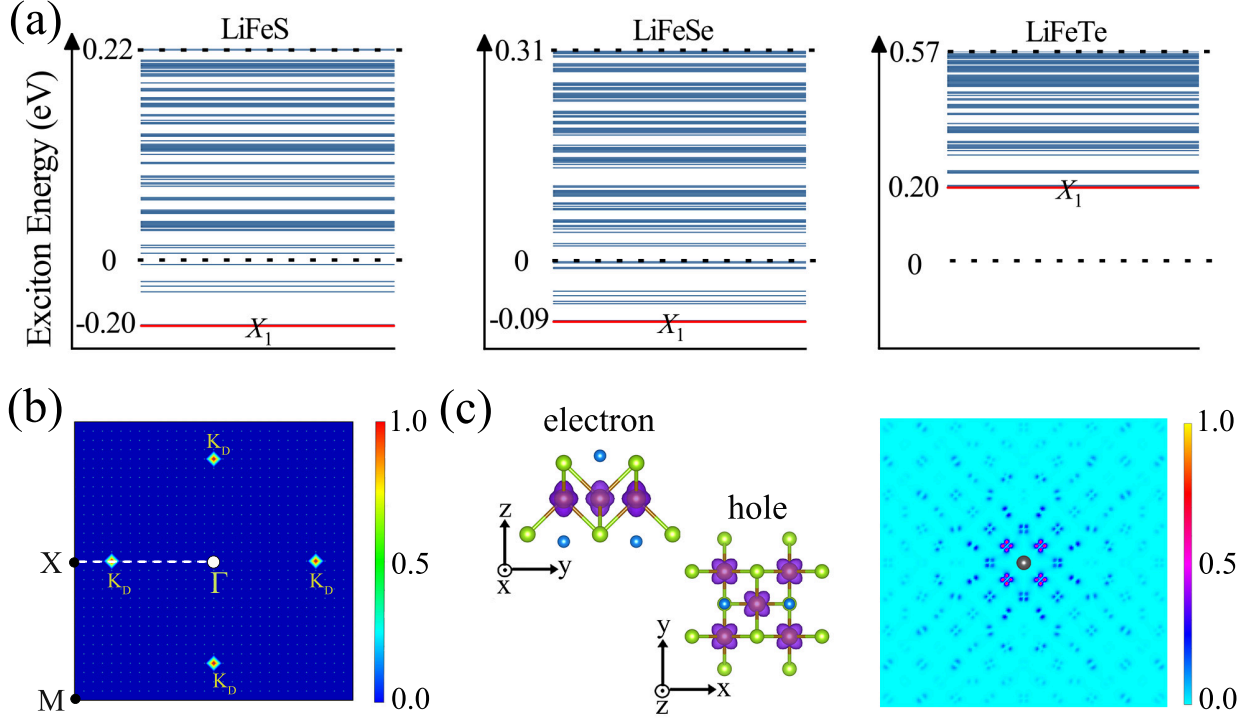 (a)
LiFeS
LiFeSe
LiFeTe
Exciton Energy (eV)
0.22
0
-0.20
X1
0.31
0
-0.09
X1
0.57
0.20
0
X1
(b)
KD
X
KD
Γ
KD
KD
M
1.0
0.5
0.0
(c)
electron
z
y
x
hole
y
x
z
1.0
0.5
0.0